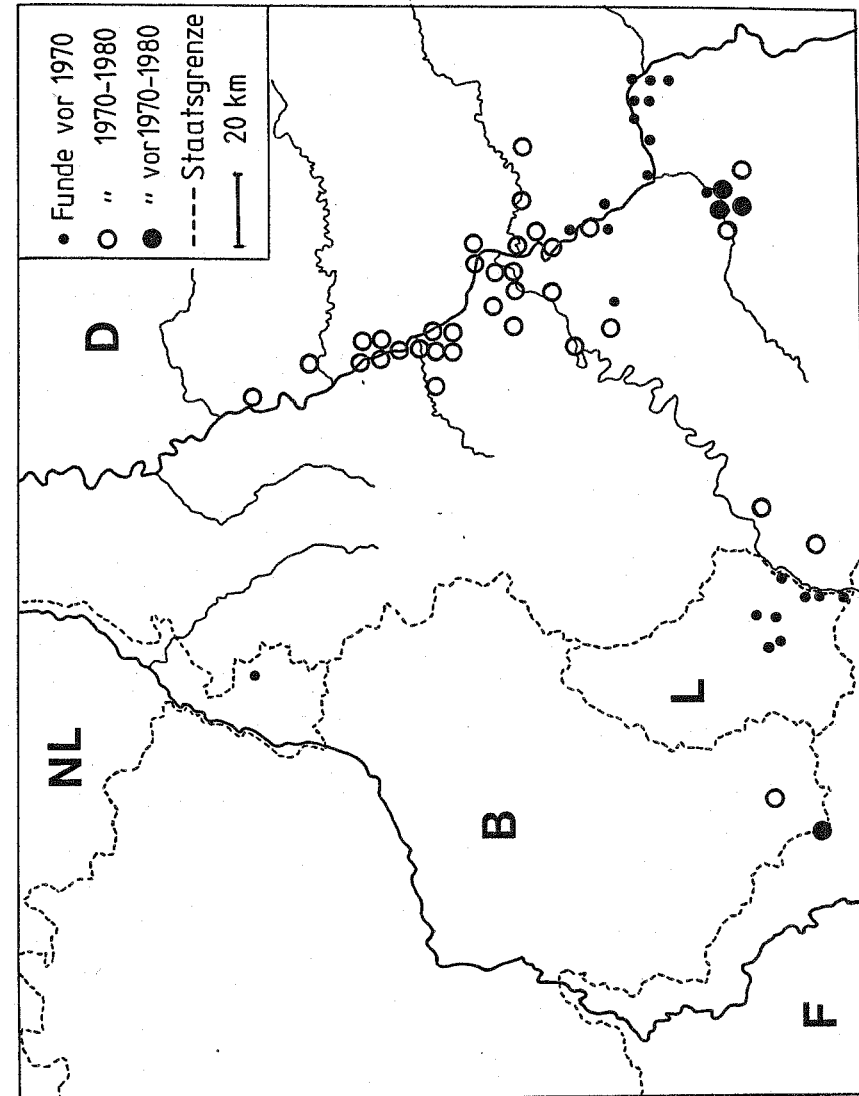 Funde vor 1970
" 1970-1980
" vor 1970-1980
Staatsgrenze
20 km
D
NL
B
L
F